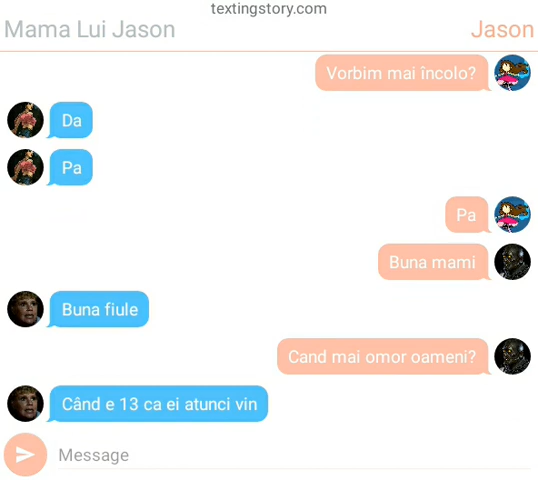 textingstory.com
Mama Lui Jason
Jason
Vorbim mai încolo?
Da
Pa
Pa
Buna mami
Buna fiule
Cand mai omor oameni?
Când e 13 ca ei atunci vin
Message